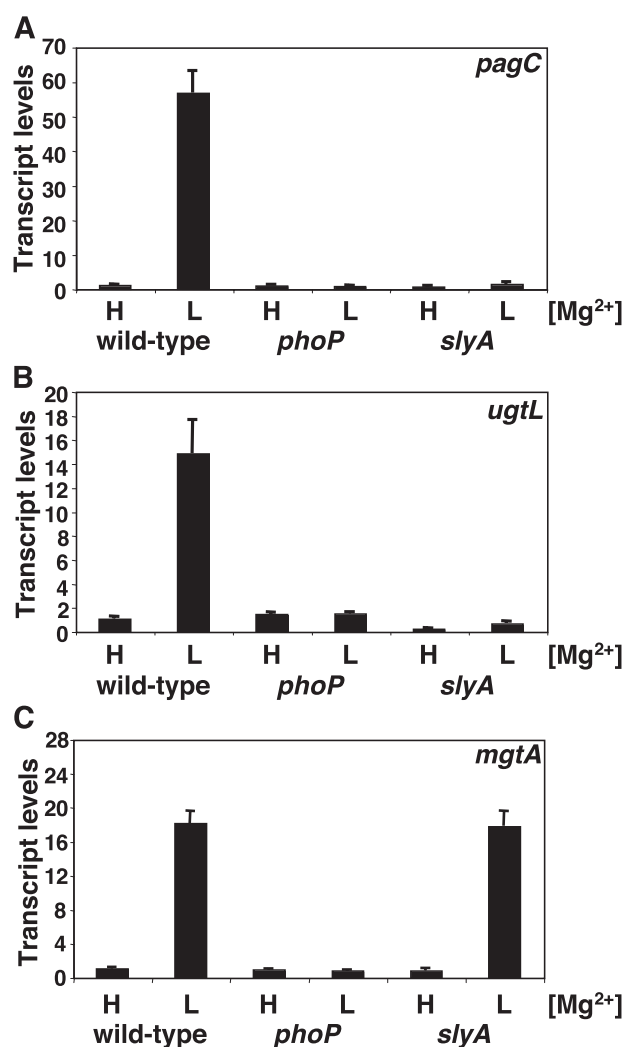 A
pagC
Transcript levels
70
60
50
40
30
20
10
0
H L H L H L [Mg²⁺]
wild-type phoP slyA
B
ugtL
Transcript levels
20
18
16
14
12
10
8
6
4
2
0
H L H L H L [Mg²⁺]
wild-type phoP slyA
C
mgtA
Transcript levels
28
24
20
16
12
8
4
0
H L H L H L [Mg²⁺]
wild-type phoP slyA